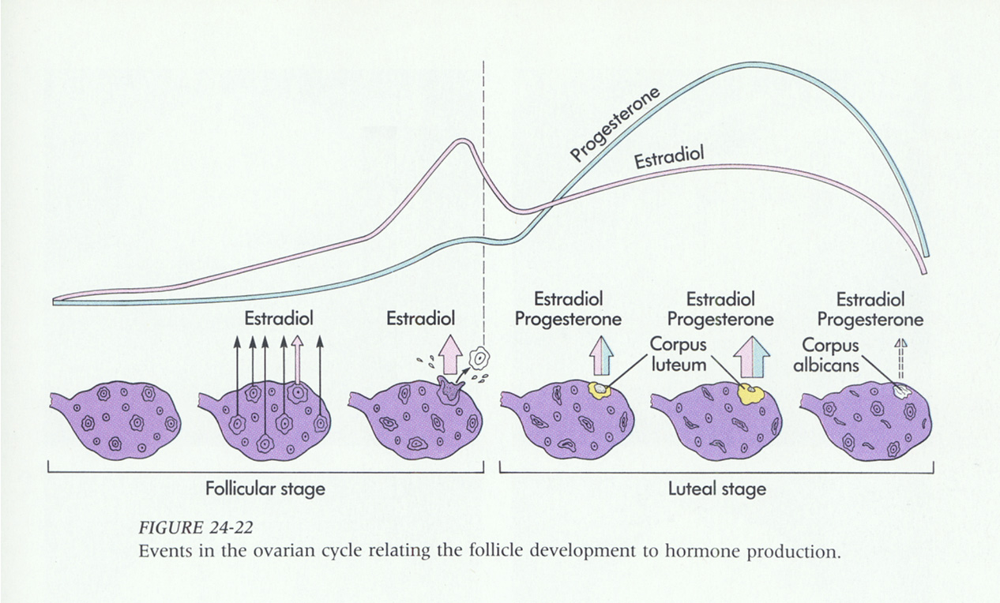 Progesterone
Estradiol
Estradiol
Estradiol
Estradiol
Progesterone
Estradiol
Progesterone
Estradiol
Progesterone
Corpus
luteum
Corpus
albicans
Follicular stage
Luteal stage
FIGURE 24-22
Events in the ovarian cycle relating the follicle development to hormone production.